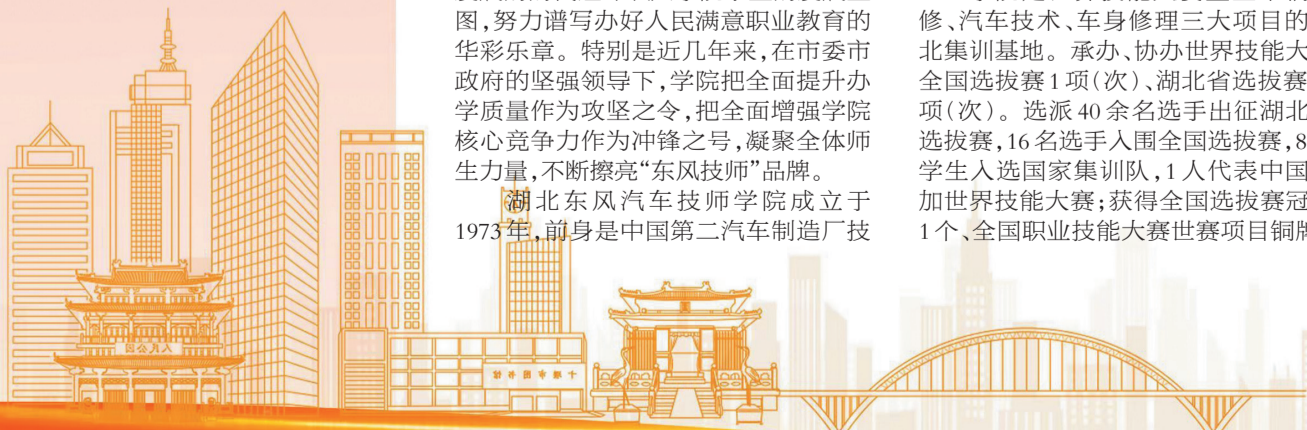 图,努力谱写办好人民满意职业教育的
华彩乐章。特别是近几年来,在市委市
政府的坚强领导下,学院把全面提升办
学质量作为攻坚之令,把全面增强学院
核心竞争力作为冲锋之号,凝聚全体师
生力量,不断擦亮“东风技师”品牌。
湖北东风汽车技师学院成立于
1973年,前身是中国第二汽车制造厂技
修、汽车技术、车身修理三大项目的
北集训基地。承办、协办世界技能大
全国选拔赛1项(次)、湖北省选拔赛
项(次)。选派40余名选手出征湖北
选拔赛,16名选手入围全国选拔赛,8
学生入选国家集训队,1人代表中国
加世界技能大赛;获得全国选拔赛冠
1个、全国职业技能大赛世赛项目铜牌
人民公园
十堰市图书馆